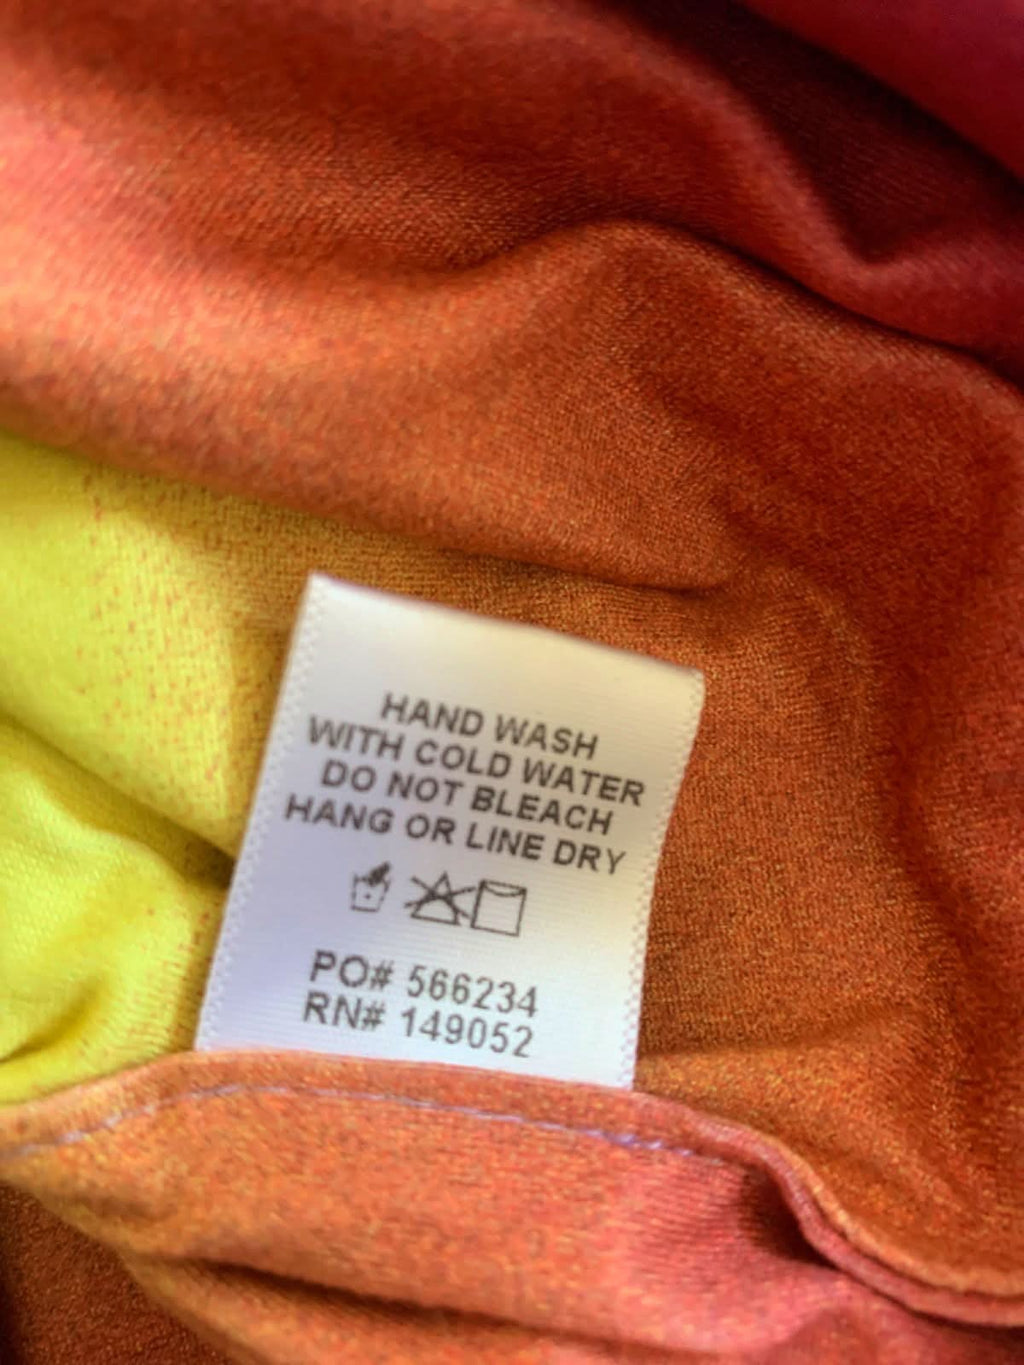 HAND WASH
WITH COLD WATER
DO NOT BLEACH
HANG OR LINE DRY
PO# 566234
RN# 149052